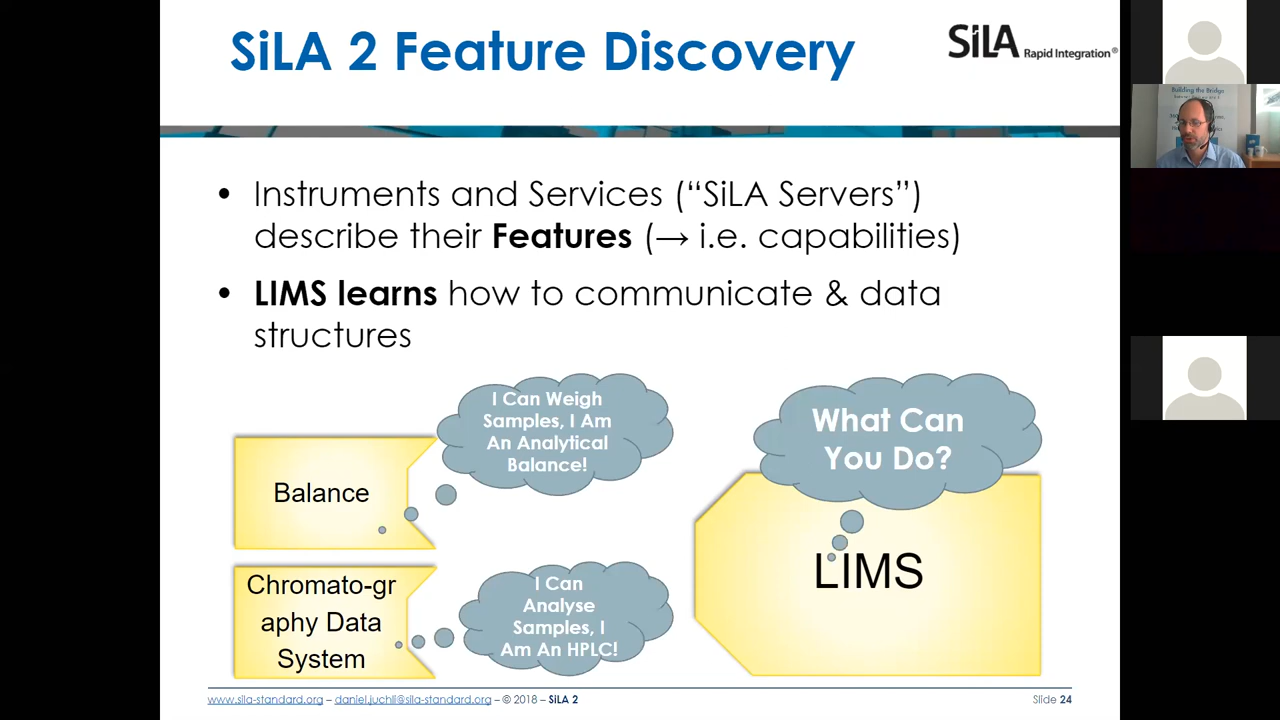 SiLA 2 Feature Discovery
SiLA Rapid Integration®
Building the Bridge
• Instruments and Services (“SiLA Servers”)
describe their Features (→ i.e. capabilities)
• LIMS learns how to communicate & data
structures
I Can Weigh
Samples, I Am
An Analytical
Balance!
What Can
You Do?
Balance
LIMS
Chromato-gr
aphy Data
System
I Can
Analyse
Samples, I
Am An HPLC!
www.sila-standard.org – daniel.juchli@sila-standard.org – © 2018 – SiLA 2
Slide 24